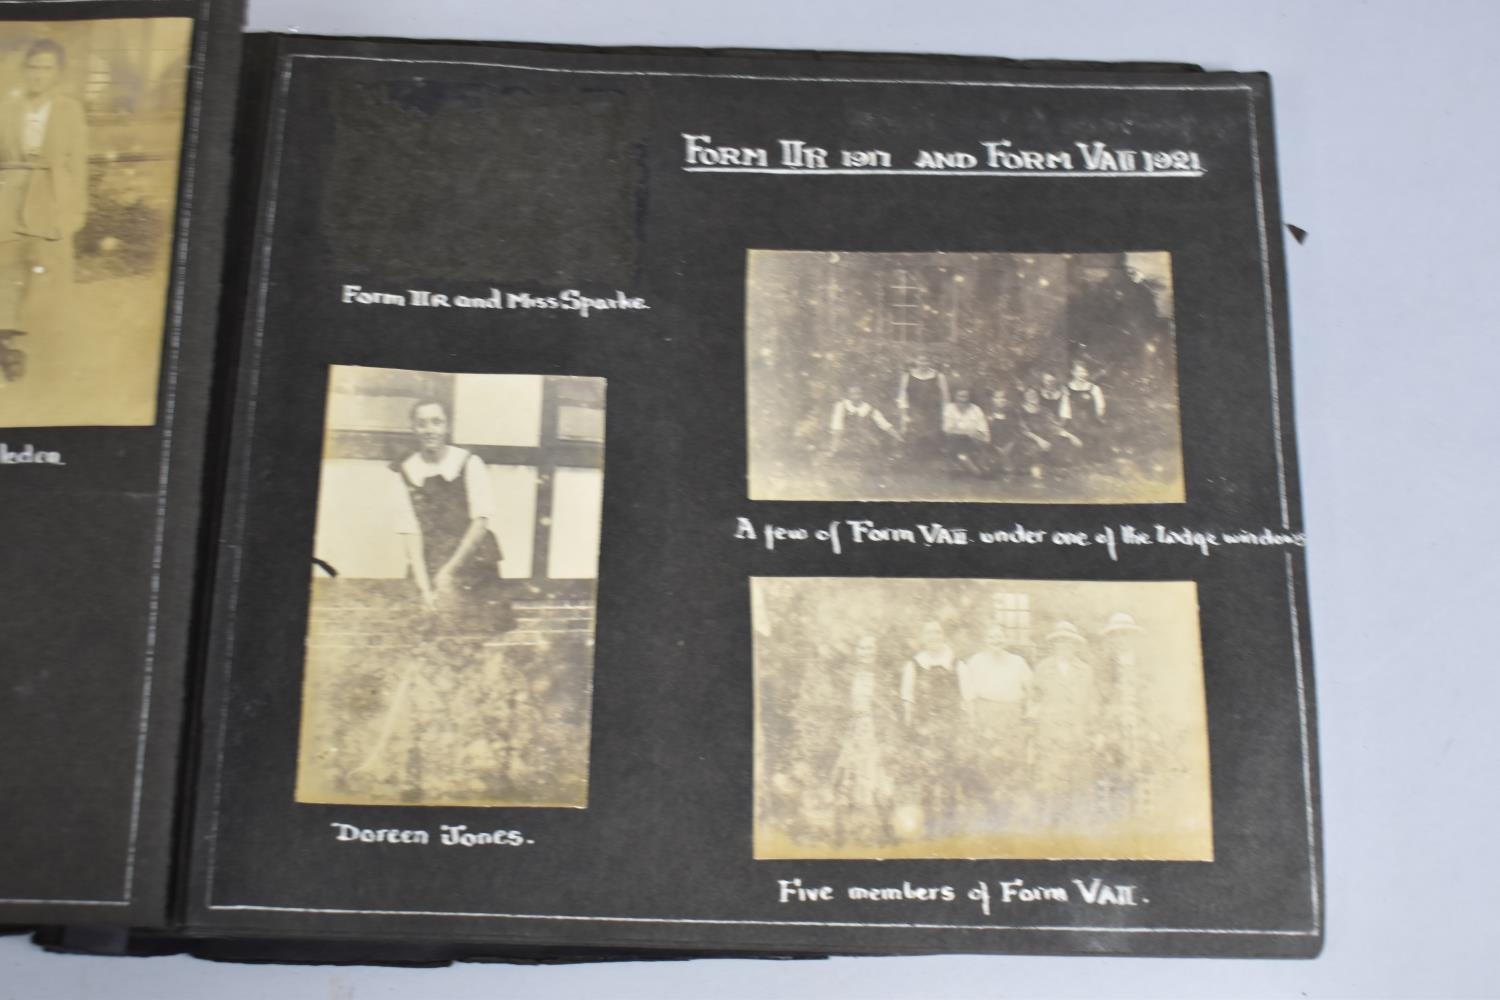 FORM IIR 1917 AND FORM VAII 1921
Form IIR and Miss Sparke.
A few of Form VAII. under one of the Lodge windows
Doreen Jones.
Five members of Form VAII.